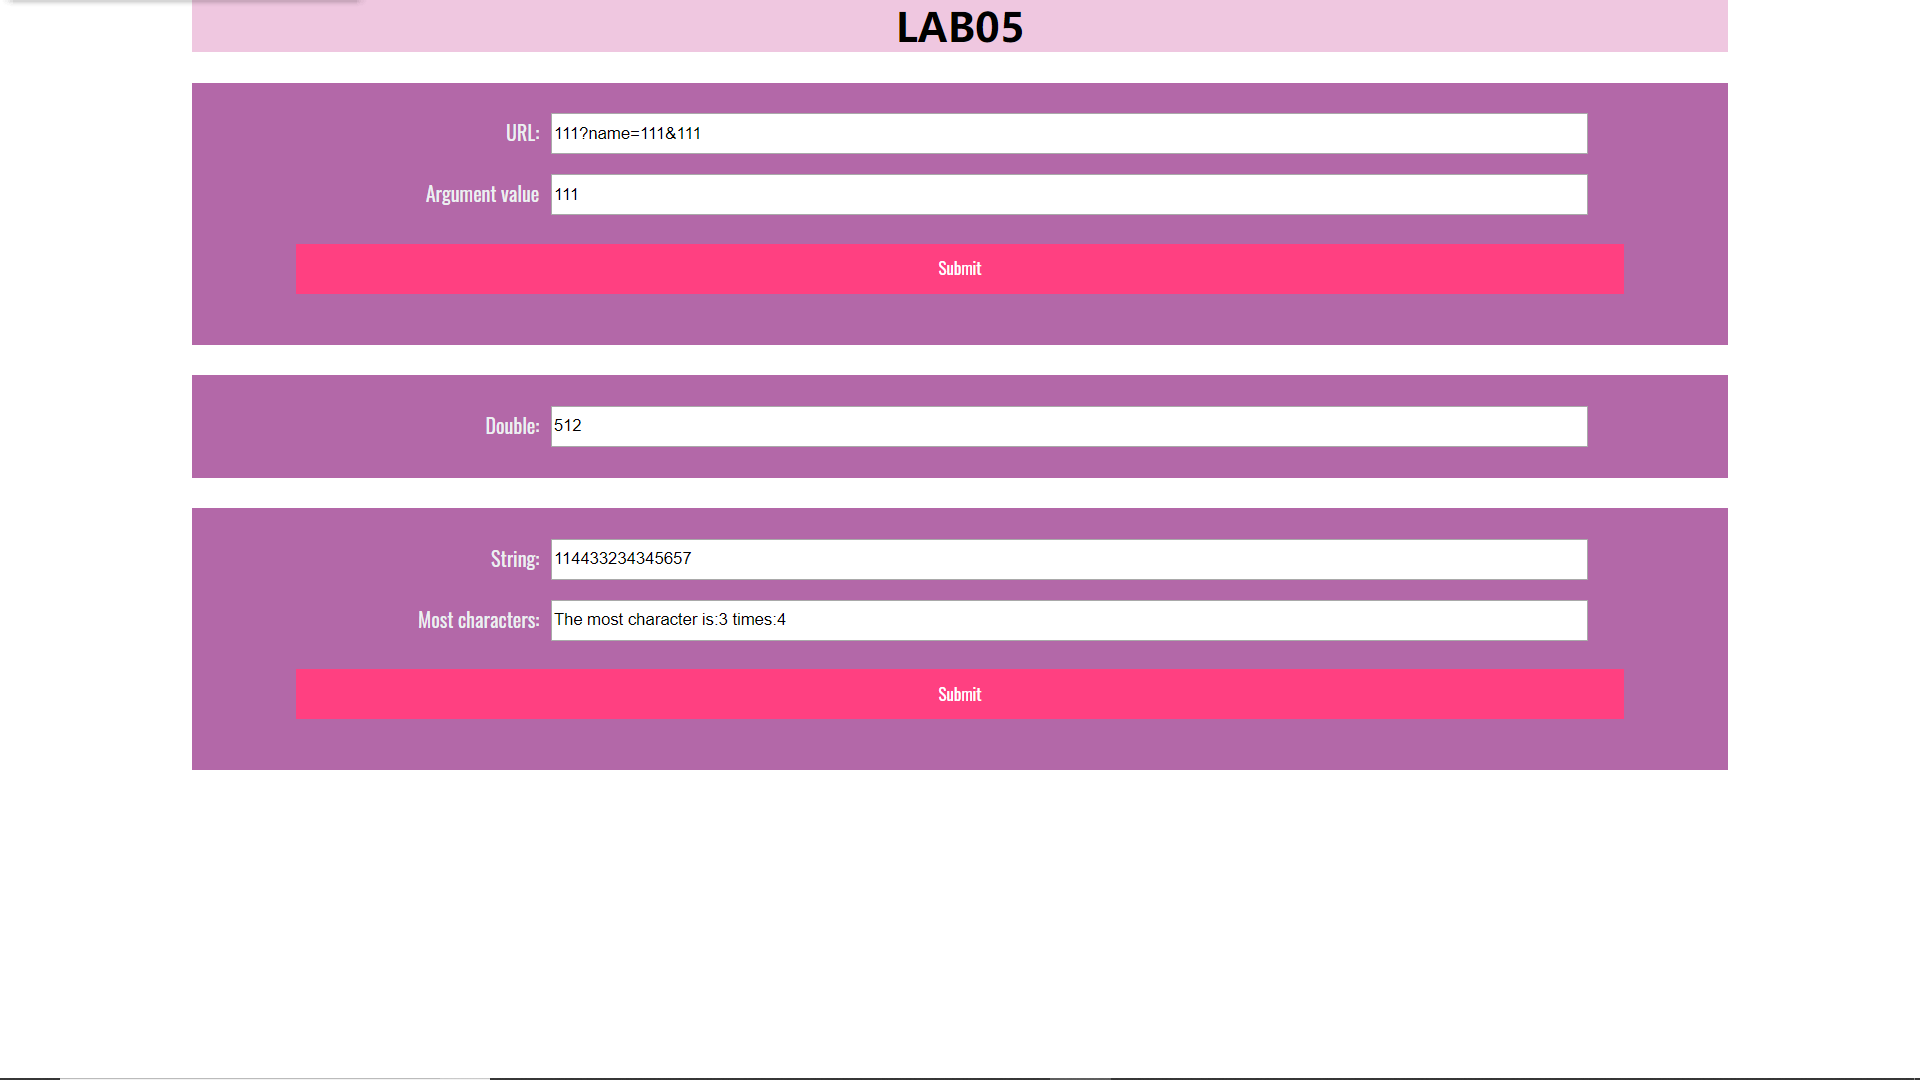 LAB05
URL: 111?name=111&111
Argument value 111
Submit
Double: 512
String: 114433234345657
Most characters: The most character is:3 times:4
Submit